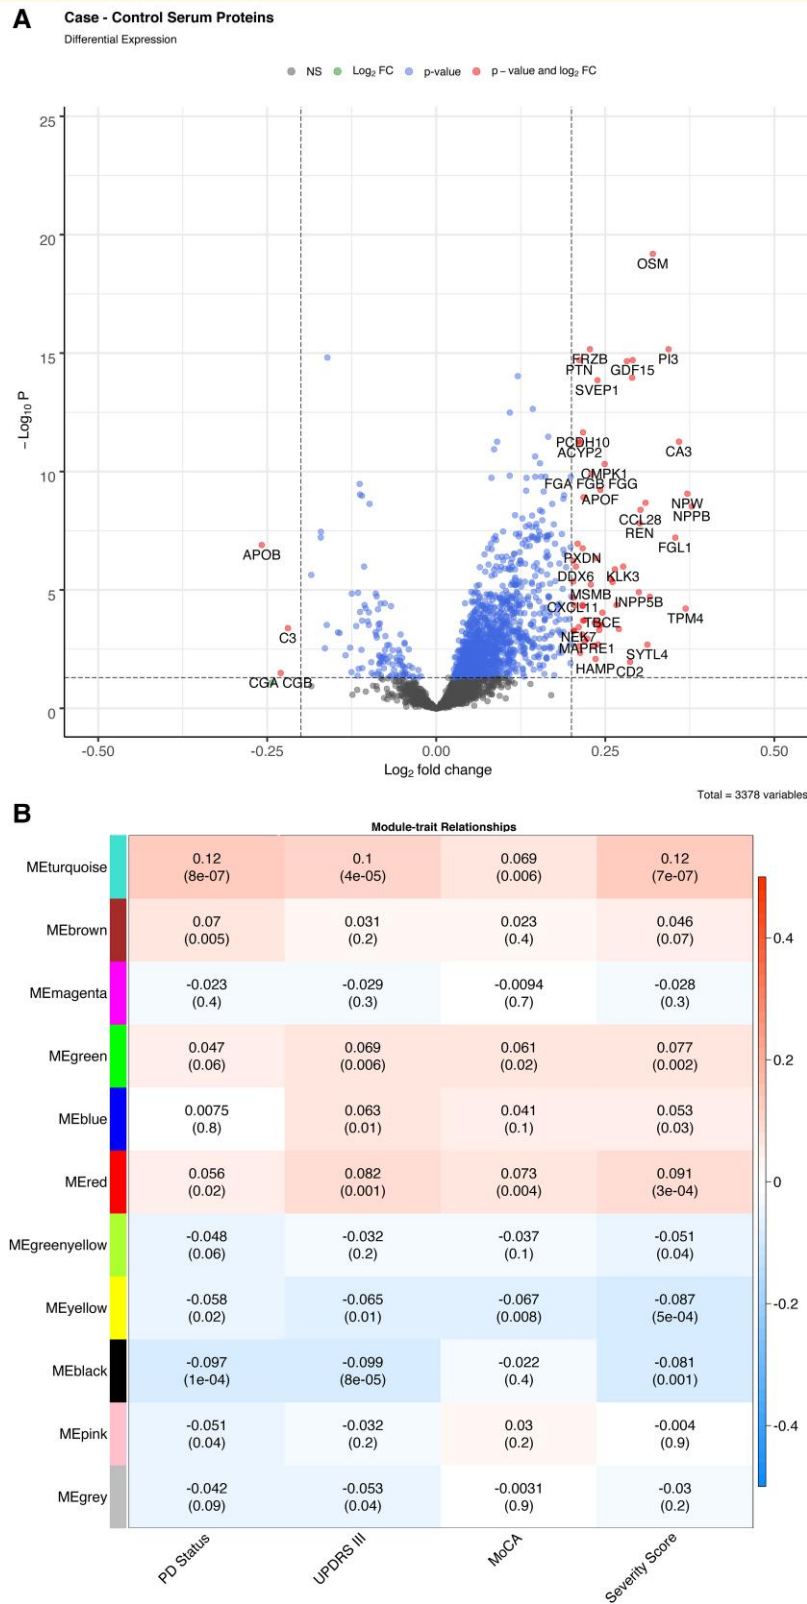 A
Case - Control Serum Proteins
Differential Expression
NS Log2 FC p-value p – value and log2 FC
25
20
15
10
5
0
– Log10 P
OSM
FRZB
PI3
PTN
GDF15
SVEP1
PCDH10
ACYP2
CA3
CMPK1
FGA FGB FGG
APOF
NPW
NPPB
CCL28
REN
FGL1
PXDN
DDX6
KLK3
MSMB
CXCL11
INPP5B
TPM4
TBCE
NEK7
MAPRE1
SYTL4
HAMP
CD2
APOB
C3
CGA CGB
-0.50 -0.25 0.00 0.25 0.50
Log2 fold change
Total = 3378 variables
B
Module-trait Relationships
MEturquoise 0.12 0.1 0.069 0.12
(8e-07) (4e-05) (0.006) (7e-07)
MEbrown 0.07 0.031 0.023 0.046
(0.005) (0.2) (0.4) (0.07)
MEmagenta -0.023 -0.029 -0.0094 -0.028
(0.4) (0.3) (0.7) (0.3)
MEgreen 0.047 0.069 0.061 0.077
(0.06) (0.006) (0.02) (0.002)
MEblue 0.0075 0.063 0.041 0.053
(0.8) (0.01) (0.1) (0.03)
MEred 0.056 0.082 0.073 0.091
(0.02) (0.001) (0.004) (3e-04)
MEgreenyellow -0.048 -0.032 -0.037 -0.051
(0.06) (0.2) (0.1) (0.04)
MEyellow -0.058 -0.065 -0.067 -0.087
(0.02) (0.01) (0.008) (5e-04)
MEblack -0.097 -0.099 -0.022 -0.081
(1e-04) (8e-05) (0.4) (0.001)
MEpink -0.051 -0.032 0.03 -0.004
(0.04) (0.2) (0.2) (0.9)
MEgrey -0.042 -0.053 -0.0031 -0.03
(0.09) (0.04) (0.9) (0.2)
0.4
0.2
0
-0.2
-0.4
PD Status
UPDRS III
MoCA
Severity Score